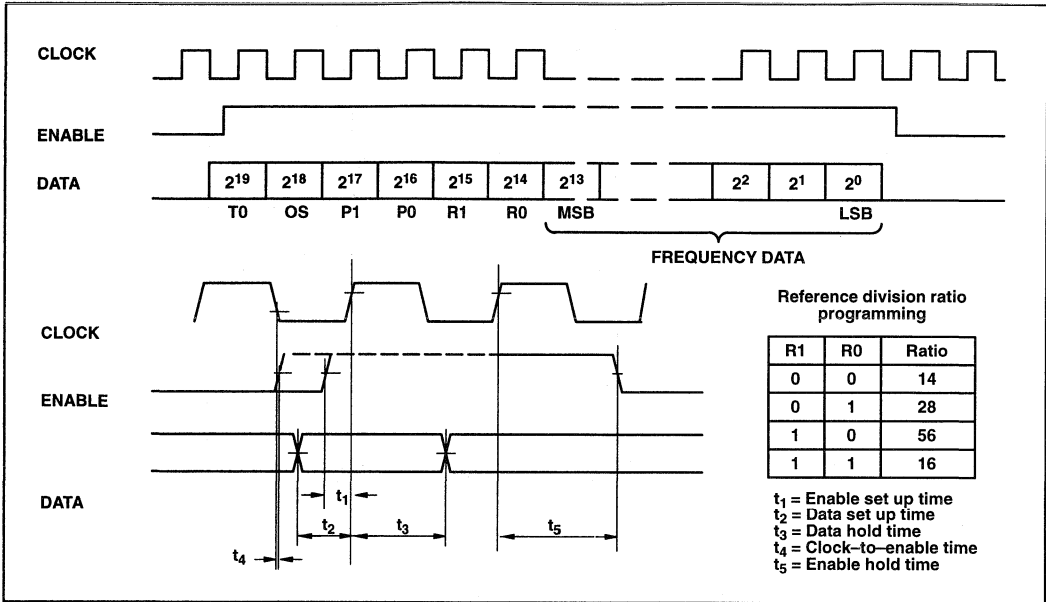 CLOCK
ENABLE
DATA
2¹⁹ 2¹⁸ 2¹⁷ 2¹⁶ 2¹⁵ 2¹⁴ 2¹³ 2² 2¹ 2⁰
T0 OS P1 P0 R1 R0 MSB LSB
FREQUENCY DATA
CLOCK
ENABLE
DATA
t₁
t₂ t₃ t₅
t₄
Reference division ratio
programming
R1 R0 Ratio
0 0 14
0 1 28
1 0 56
1 1 16
t₁ = Enable set up time
t₂ = Data set up time
t₃ = Data hold time
t₄ = Clock–to–enable time
t₅ = Enable hold time